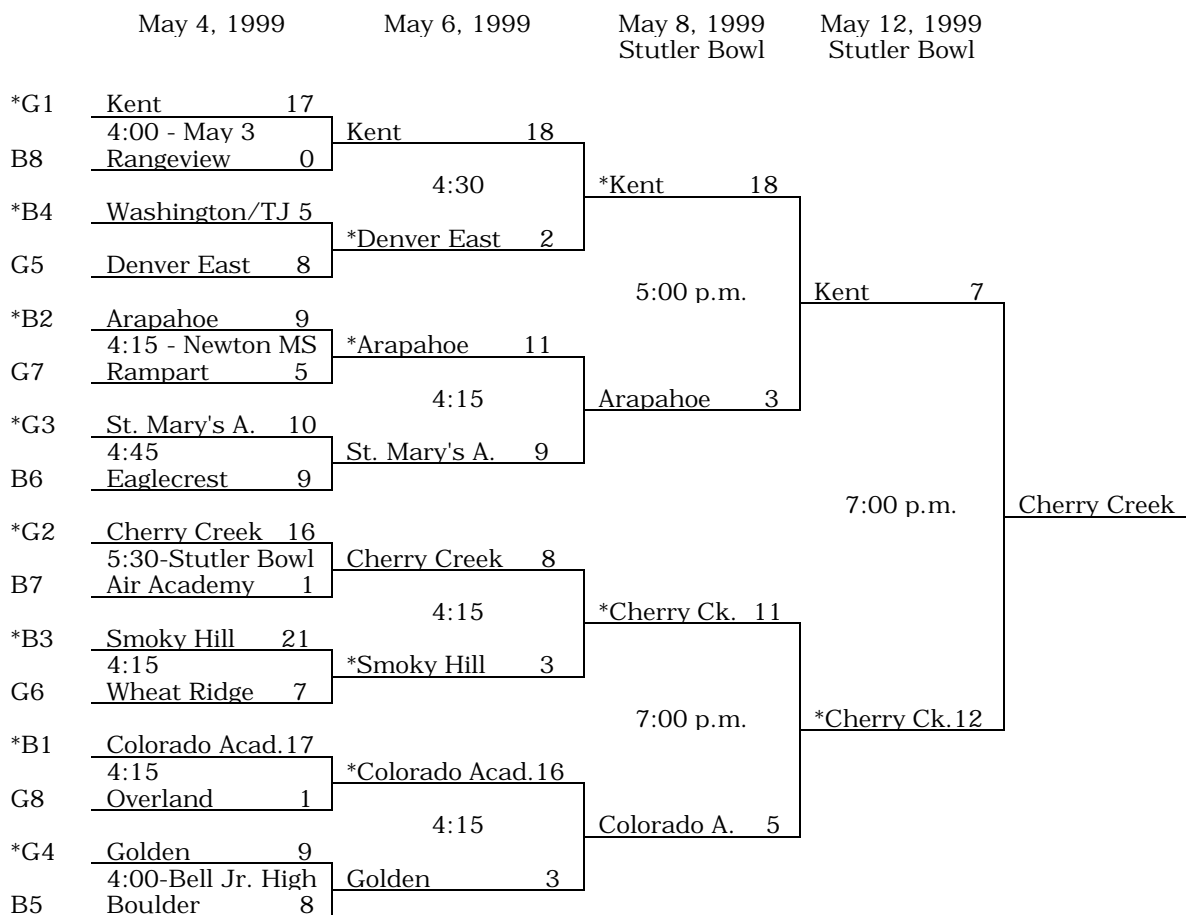 May 4, 1999 May 6, 1999 May 8, 1999 May 12, 1999
Stutler Bowl Stutler Bowl
*G1 Kent 17
4:00 - May 3 Kent 18
B8 Rangeview 0
4:30 *Kent 18
*B4 Washington/TJ 5
*Denver East 2
G5 Denver East 8
5:00 p.m. Kent 7
*B2 Arapahoe 9
4:15 - Newton MS *Arapahoe 11
G7 Rampart 5
4:15 Arapahoe 3
*G3 St. Mary's A. 10
4:45 St. Mary's A. 9
B6 Eaglecrest 9
7:00 p.m. Cherry Creek
*G2 Cherry Creek 16
5:30-Stutler Bowl Cherry Creek 8
B7 Air Academy 1
4:15 *Cherry Ck. 11
*B3 Smoky Hill 21
4:15 *Smoky Hill 3
G6 Wheat Ridge 7
7:00 p.m. *Cherry Ck.12
*B1 Colorado Acad.17
4:15 *Colorado Acad.16
G8 Overland 1
4:15 Colorado A. 5
*G4 Golden 9
4:00-Bell Jr. High Golden 3
B5 Boulder 8